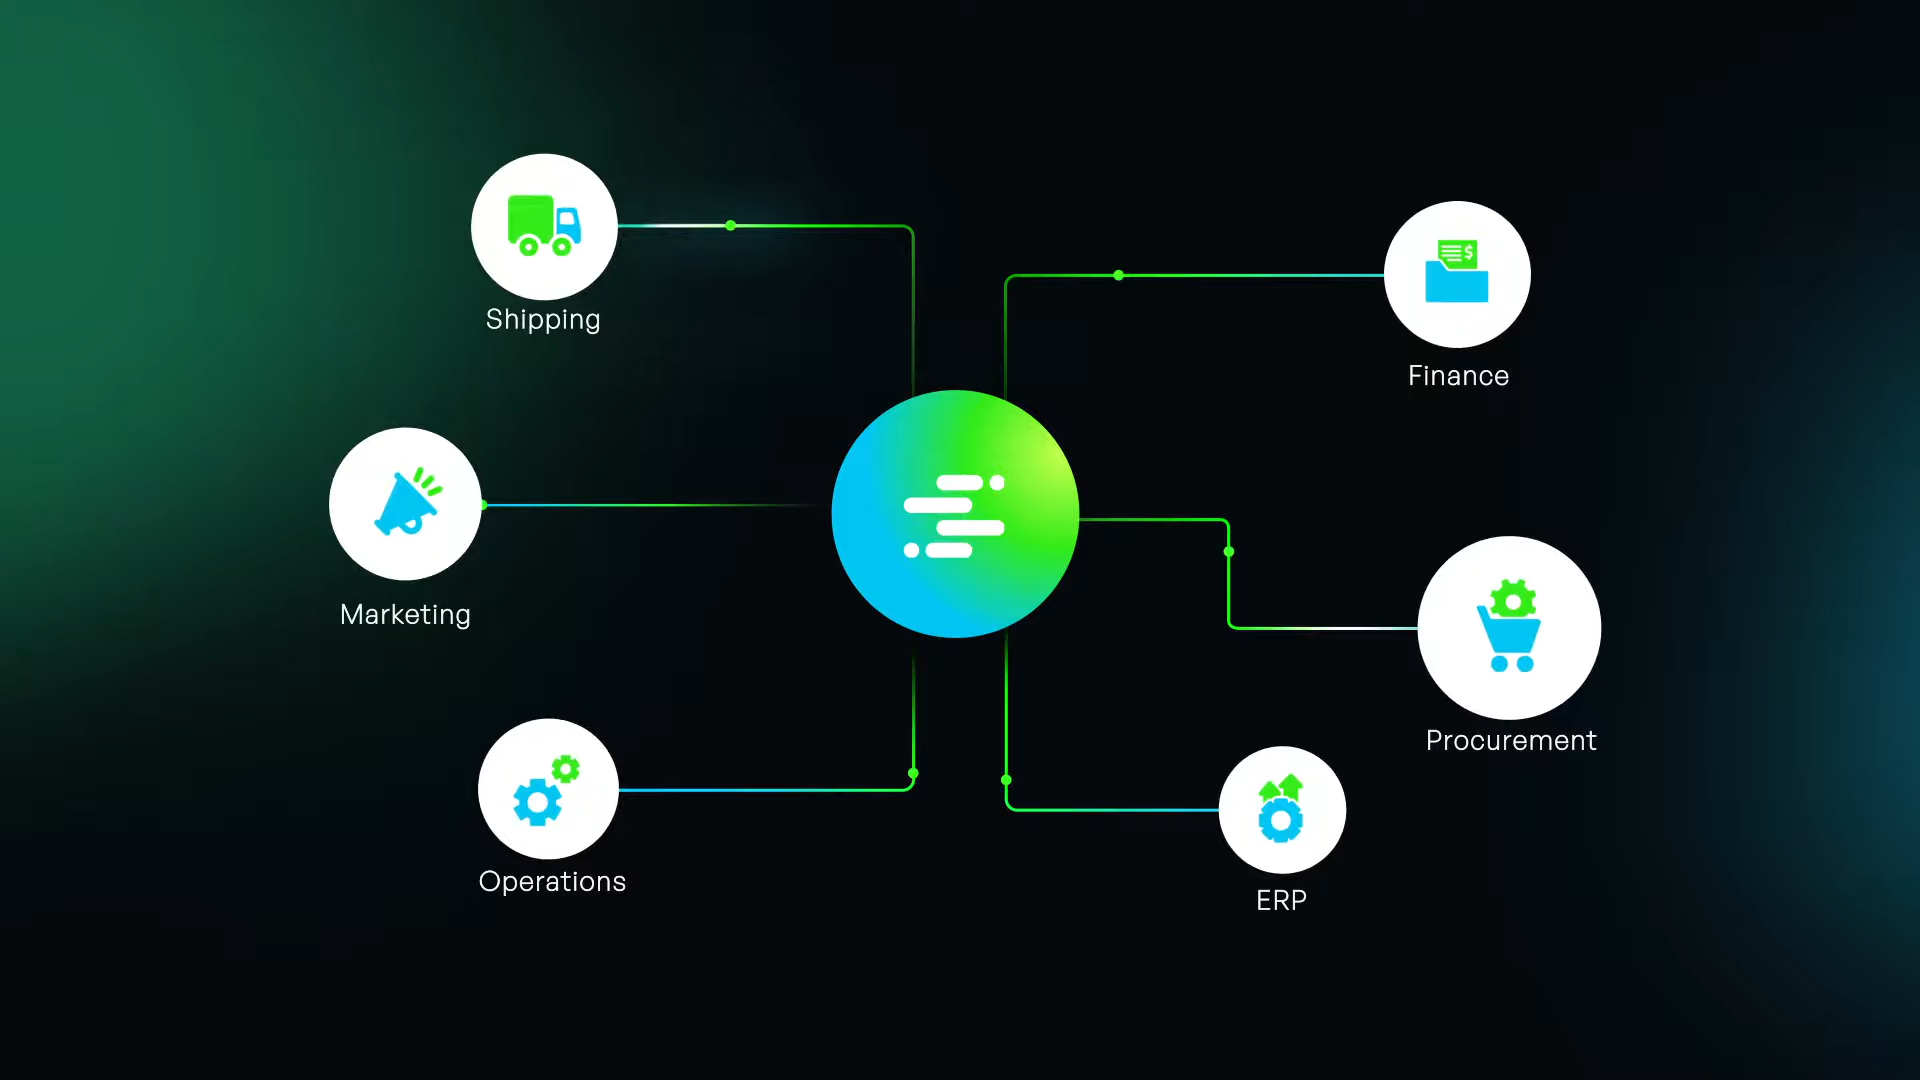 Shipping
Finance
Marketing
Procurement
Operations
ERP
$